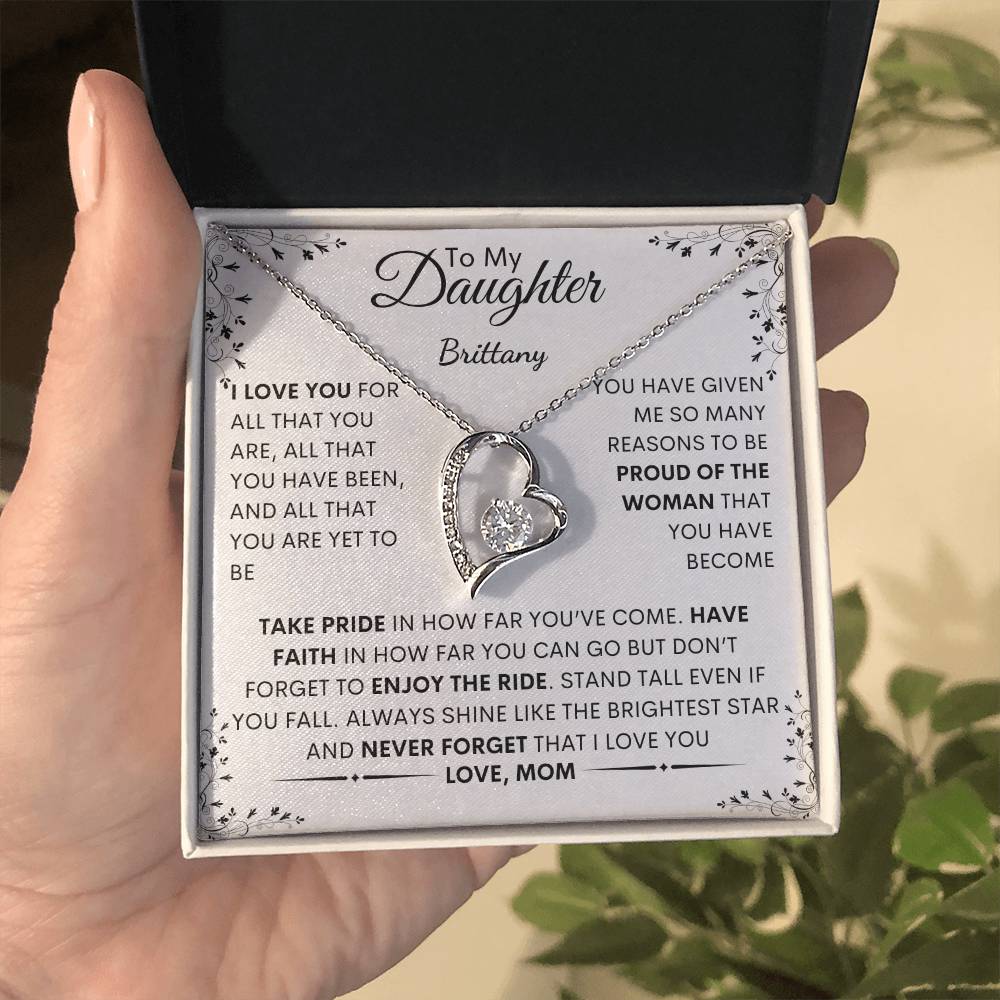 To My
Daughter
Brittany
I LOVE YOU FOR
ALL THAT YOU
ARE, ALL THAT
YOU HAVE BEEN,
AND ALL THAT
YOU ARE YET TO
BE
YOU HAVE GIVEN
ME SO MANY
REASONS TO BE
PROUD OF THE
WOMAN THAT
YOU HAVE
BECOME
TAKE PRIDE IN HOW FAR YOU'VE COME. HAVE
FAITH IN HOW FAR YOU CAN GO BUT DON'T
FORGET TO ENJOY THE RIDE. STAND TALL EVEN IF
YOU FALL. ALWAYS SHINE LIKE THE BRIGHTEST STAR
AND NEVER FORGET THAT I LOVE YOU
LOVE, MOM